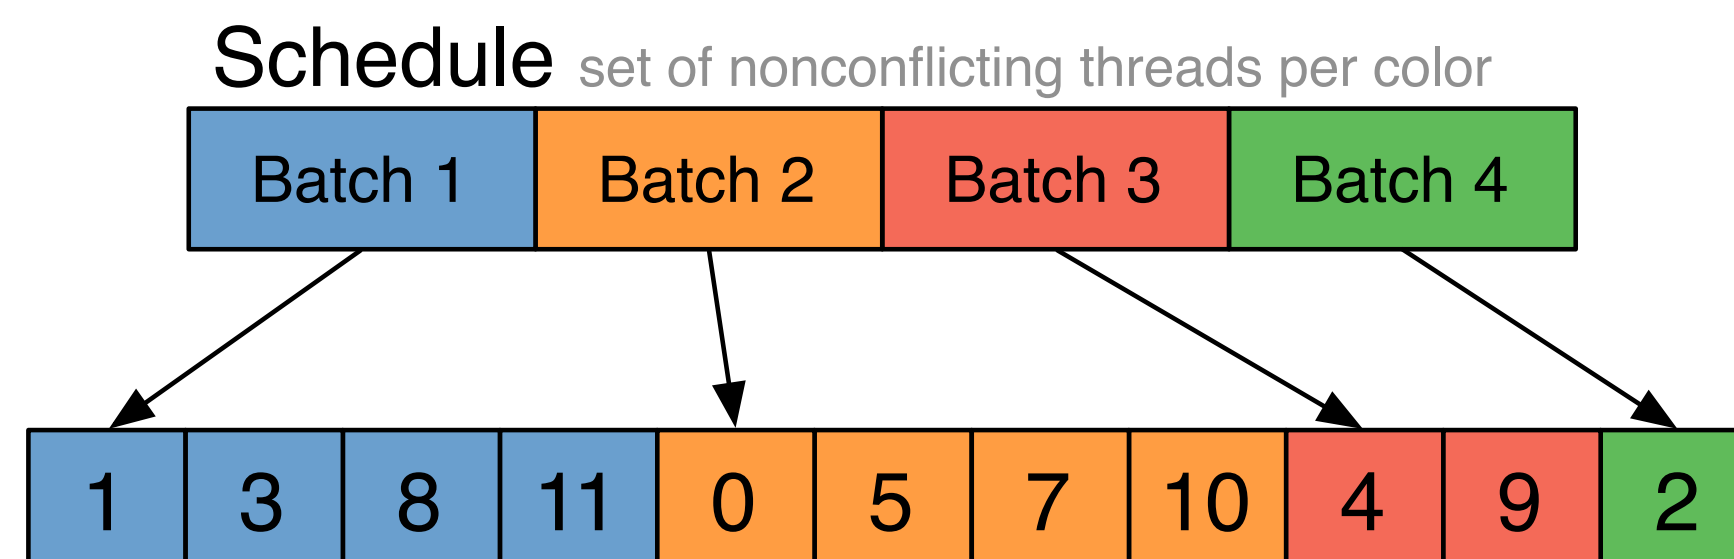 Schedule set of nonconflicting threads per color
Batch 1 Batch 2 Batch 3 Batch 4
1 3 8 11 0 5 7 10 4 9 2